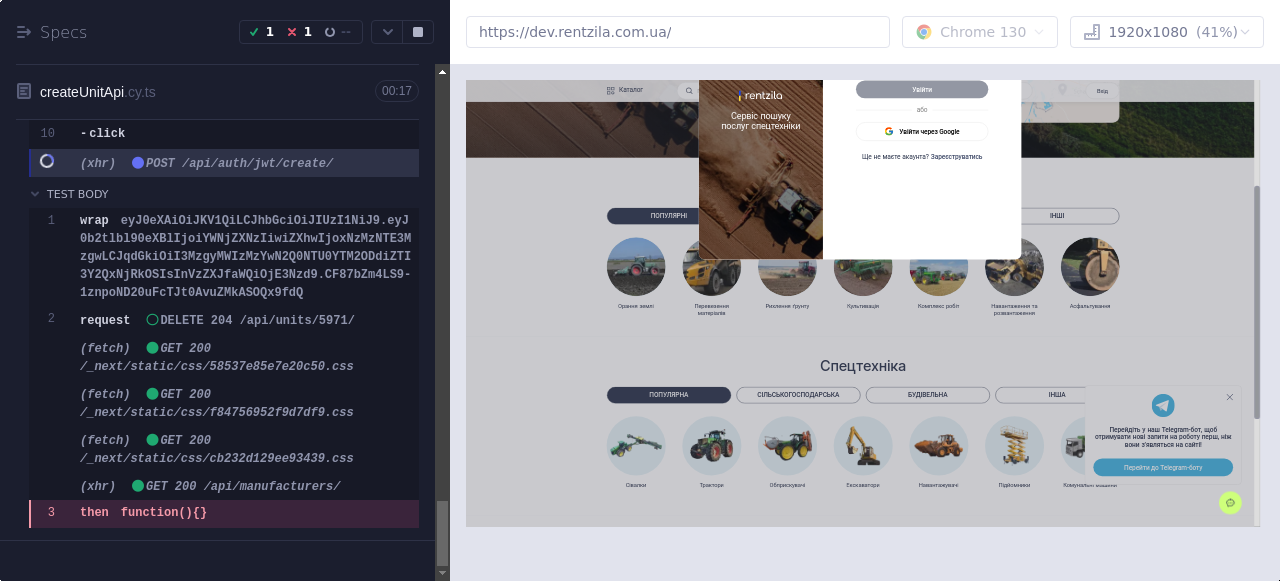 Specs
1
1
--
createUnitApi.cy.ts
00:17
10 -click
(xhr) POST /api/auth/jwt/create/
TEST BODY
1 wrap eyJ0eXAiOiJKV1QiLCJhbGciOiJIUzI1NiJ9.eyJ
0b2tlbl90eXBlIjoiYWNjZXNzIiwiZXhwIjoxNzMzNTE3M
zgwLCJqdGkiOiI3MzgyMWIzMzYwN2Q0NTU0YTM2ODdiZTI
3Y2QxNjRkOSIsInVzZXJfaWQiOjE3Nzd9.CF87bZm4LS9-
1znpoND20uFcTJt0AvuZMkASOQx9fdQ
2 request DELETE 204 /api/units/5971/
(fetch) GET 200
/_next/static/css/58537e85e7e20c50.css
(fetch) GET 200
/_next/static/css/f84756952f9d7df9.css
(fetch) GET 200
/_next/static/css/cb232d129ee93439.css
(xhr) GET 200 /api/manufacturers/
3 then function(){}
https://dev.rentzila.com.ua/
Chrome 130
1920x1080 (41%)
Каталог
Вхід
rentzila
Сервіс пошуку
послуг спецтехніки
Увійти
або
Увійти через Google
Ще не маєте акаунта? Зареєструватись
ПОПУЛЯРНІ
ІНШІ
Орання землі
Перевезення
матеріалів
Рихлення ґрунту
Культивація
Комплекс робіт
Навантаження та
розвантаження
Асфальтування
Спецтехніка
ПОПУЛЯРНА
СІЛЬСЬКОГОСПОДАРСЬКА
БУДІВЕЛЬНА
ІНША
Сівалки
Трактори
Обприскувачі
Екскаватори
Навантажувачі
Підйомники
Комунальні машини
Перейдіть у наш Telegram-бот, щоб
отримувати нові запити на роботу перш, ніж
вони з'являться на сайті!
Перейти до Telegram-боту